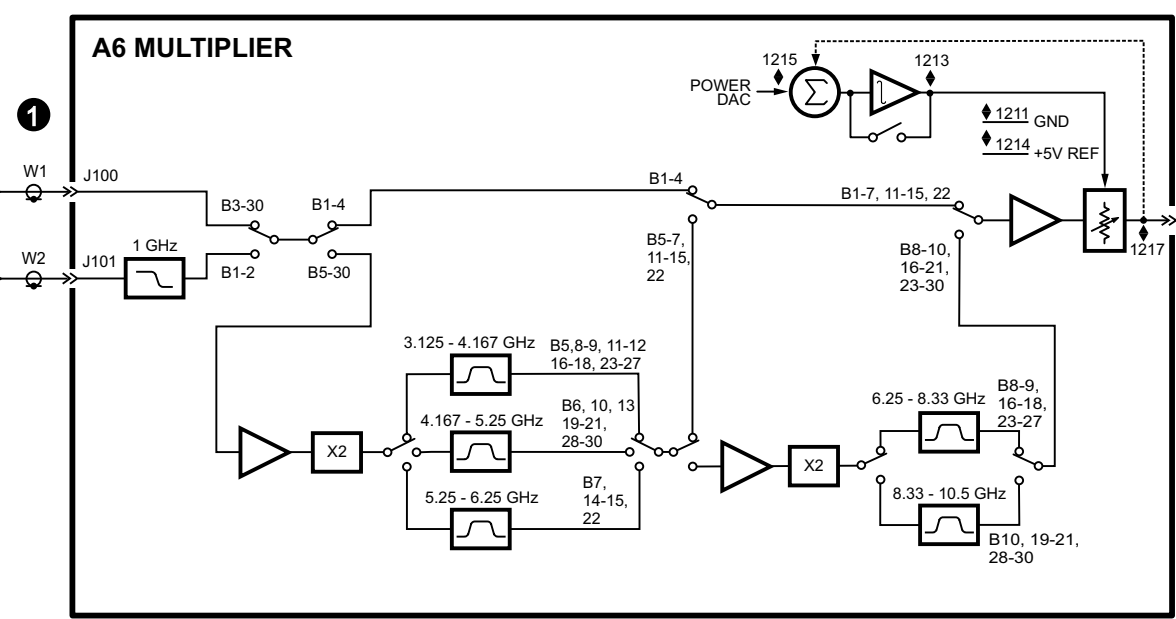 A6 MULTIPLIER
1215
1213
POWER
DAC
Σ
1211
GND
1214
+5V REF
1
W1
J100
B3-30
B1-4
B1-4
B1-7, 11-15, 22
W2
J101
1 GHz
B1-2
B5-30
B5-7,
11-15,
22
B8-10,
16-21,
23-30
1217
3.125 - 4.167 GHz
B5,8-9, 11-12
16-18, 23-27
4.167 - 5.25 GHz
B6, 10, 13
19-21,
28-30
X2
5.25 - 6.25 GHz
B7,
14-15,
22
X2
6.25 - 8.33 GHz
B8-9,
16-18,
23-27
8.33 - 10.5 GHz
B10, 19-21,
28-30